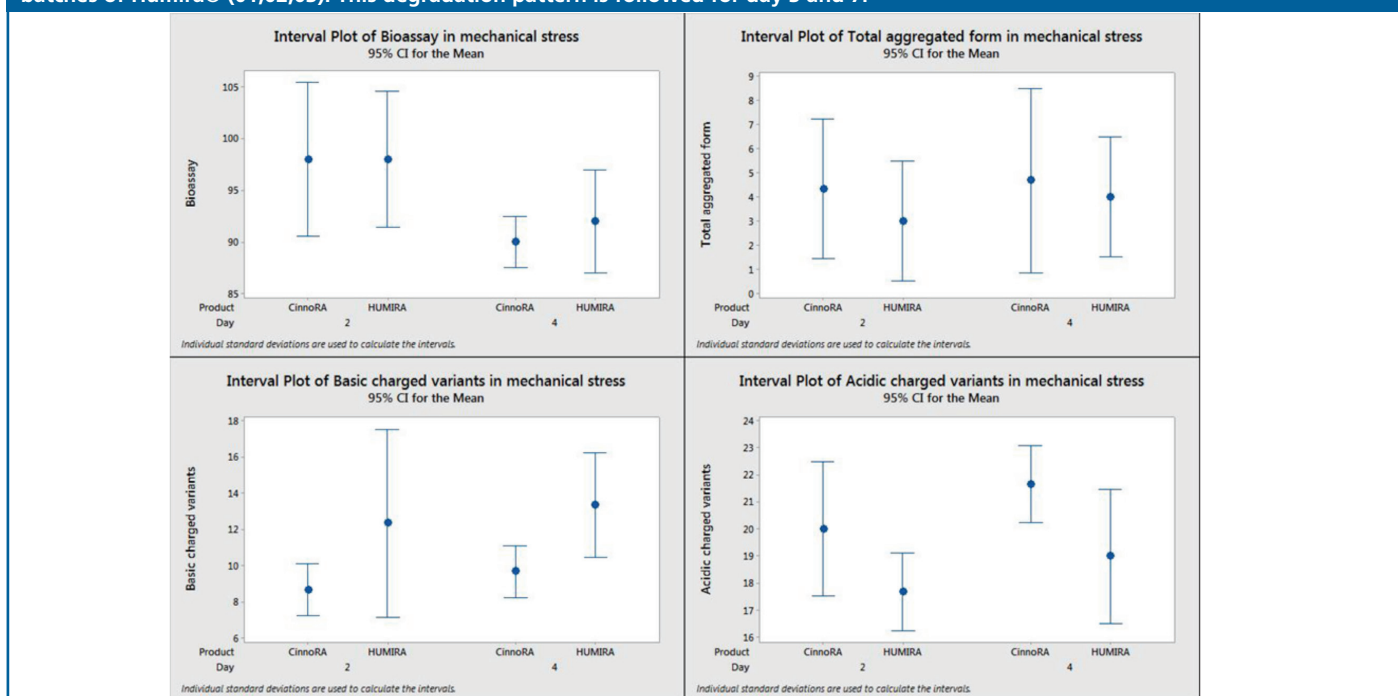 batches of Humira® (01,02,03). This degradation pattern is followed for day 3 and 7.
Interval Plot of Bioassay in mechanical stress
95% CI for the Mean
Bioassay
105
100
95
90
85
Product CinnoRA HUMIRA CinnoRA HUMIRA
Day 2 4
Individual standard deviations are used to calculate the intervals.
Interval Plot of Total aggregated form in mechanical stress
95% CI for the Mean
Total aggregated form
9
8
7
6
5
4
3
2
1
0
Product CinnoRA HUMIRA CinnoRA HUMIRA
Day 2 4
Individual standard deviations are used to calculate the intervals.
Interval Plot of Basic charged variants in mechanical stress
95% CI for the Mean
Basic charged variants
18
16
14
12
10
8
6
Product CinnoRA HUMIRA CinnoRA HUMIRA
Day 2 4
Individual standard deviations are used to calculate the intervals.
Interval Plot of Acidic charged variants in mechanical stress
95% CI for the Mean
Acidic charged variants
24
23
22
21
20
19
18
17
16
Product CinnoRA HUMIRA CinnoRA HUMIRA
Day 2 4
Individual standard deviations are used to calculate the intervals.